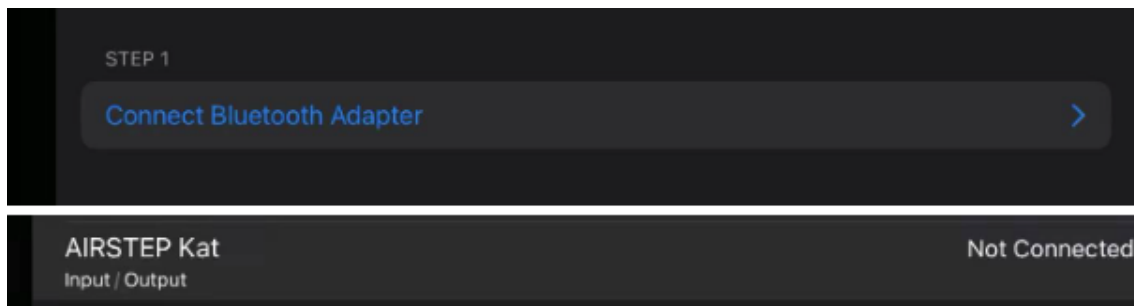 STEP 1
Connect Bluetooth Adapter
AIRSTEP Kat
Not Connected
Input / Output